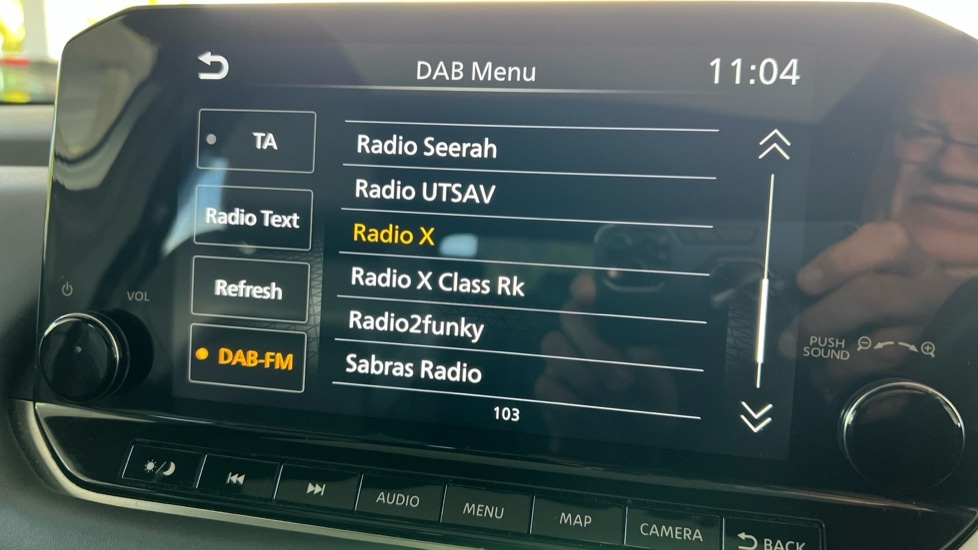 DAB Menu
11:04
TA
Radio Text
Refresh
DAB-FM
Radio Seerah
Radio UTSAV
Radio X
Radio X Class Rk
Radio2funky
Sabras Radio
103
VOL
PUSH
SOUND
AUDIO
MENU
MAP
CAMERA
BACK